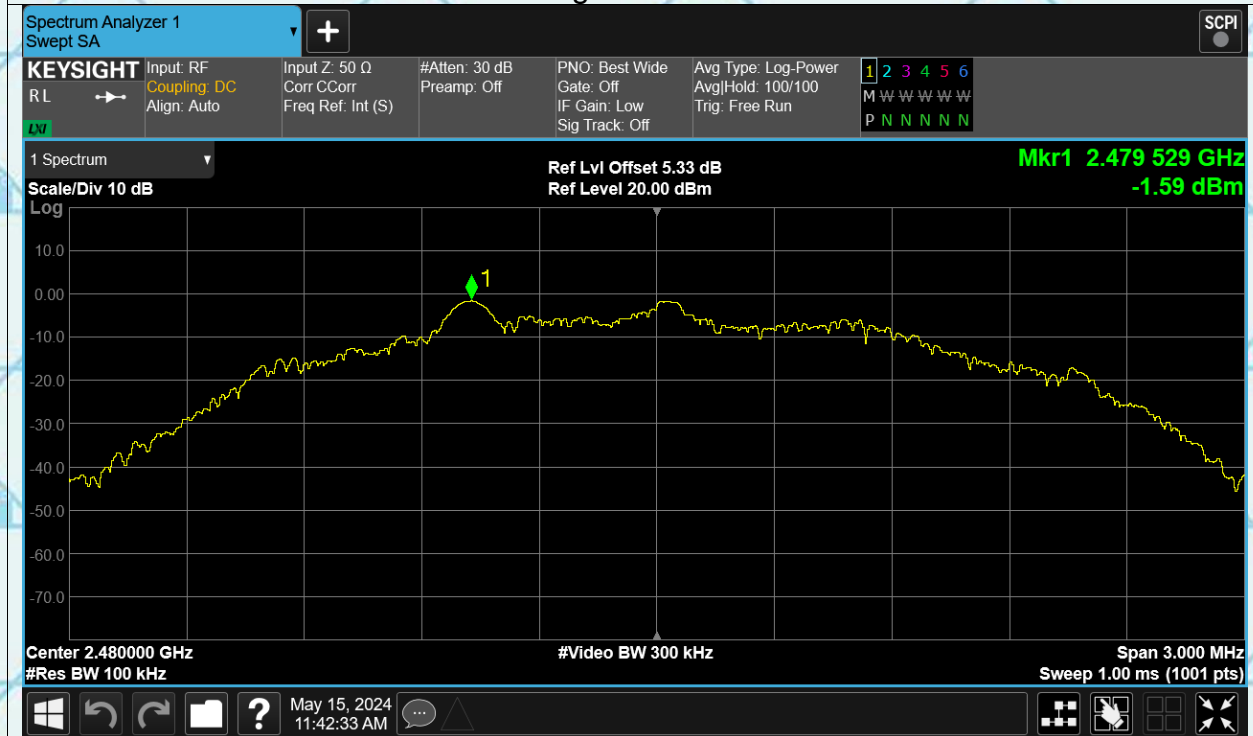 Spectrum Analyzer 1
Swept SA
+
SCPI
KEYSIGHT
RL
LXI
Input: RF
Coupling: DC
Align: Auto
Input Z: 50 Ω
Corr CCorr
Freq Ref: Int (S)
#Atten: 30 dB
Preamp: Off
PNO: Best Wide
Gate: Off
IF Gain: Low
Sig Track: Off
Avg Type: Log-Power
Avg|Hold: 100/100
Trig: Free Run
1 2 3 4 5 6
M W W W W W
P N N N N N
1 Spectrum
Scale/Div 10 dB
Log
Ref Lvl Offset 5.33 dB
Ref Level 20.00 dBm
Mkr1 2.479 529 GHz
-1.59 dBm
1
10.0
0.00
-10.0
-20.0
-30.0
-40.0
-50.0
-60.0
-70.0
Center 2.480000 GHz
#Res BW 100 kHz
#Video BW 300 kHz
Span 3.000 MHz
Sweep 1.00 ms (1001 pts)
?
May 15, 2024
11:42:33 AM